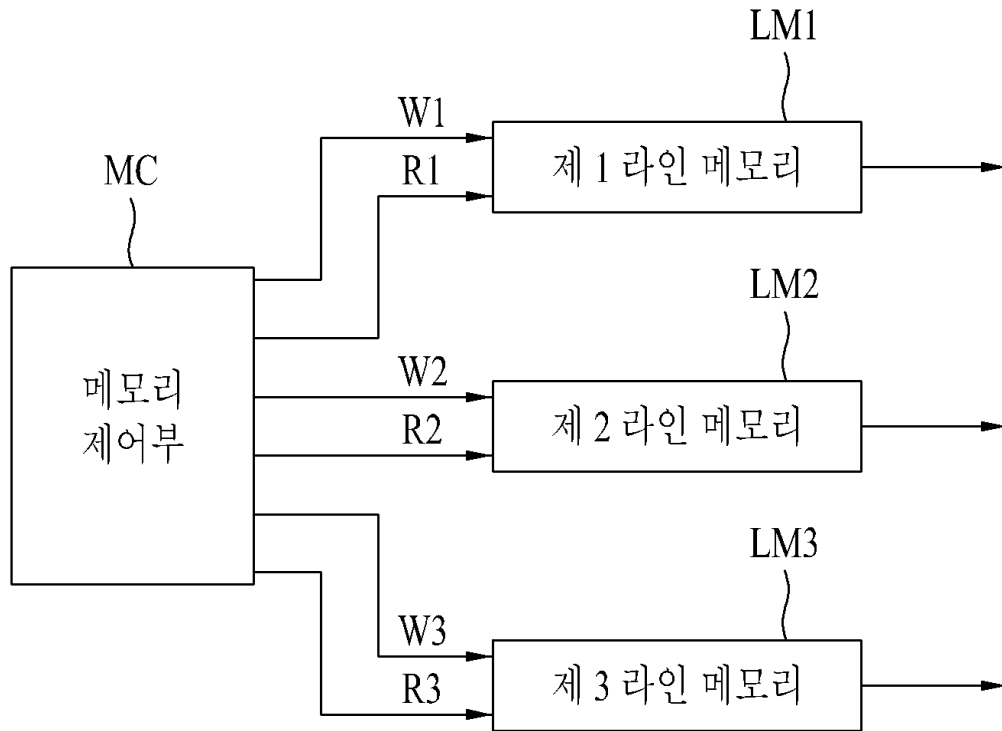 LM1
W1
제 1 라인 메모리
R1
MC
LM2
메모리
제어부
W2
제 2 라인 메모리
R2
LM3
W3
제 3 라인 메모리
R3